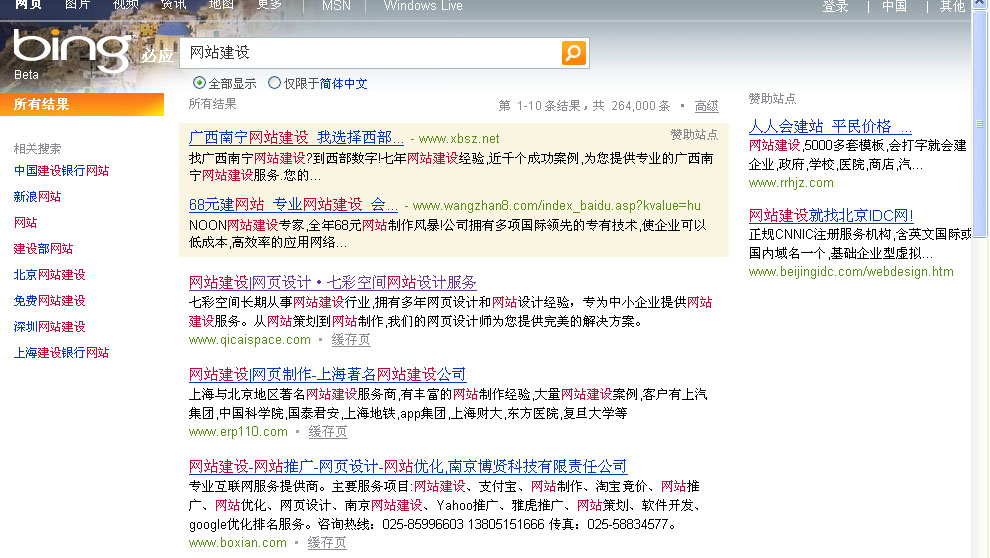 网页 图片 视频 资讯 地图 更多 | MSN | Windows Live 登录 | 中国 | 其他
bing 必应
Beta
网站建设
全部显示 仅限于简体中文
所有结果
所有结果 第 1-10 条结果，共 264,000 条 • 高级
相关搜索
中国建设银行网站
新浪网站
网站
建设部网站
北京网站建设
免费网站建设
深圳网站建设
上海建设银行网站
广西南宁网站建设 我选择西部... - www.xbsz.net 赞助站点
找广西南宁网站建设?到西部数字!七年网站建设经验,近千个成功案例,为您提供专业的广西南
宁网站建设服务.您的...
68元建网站 专业网站建设 会... - www.wangzhan8.com/index_baidu.asp?kvalue=hu
NOON网站建设专家,全年68元网站制作风暴!公司拥有多项国际领先的专有技术,使企业可以
低成本,高效率的应用网络...
网站建设|网页设计·七彩空间网站设计服务
七彩空间长期从事网站建设行业,拥有多年网页设计和网站设计经验，专为中小企业提供网站
建设服务。从网站策划到网站制作,我们的网页设计师为您提供完美的解决方案。
www.qicaispace.com • 缓存页
网站建设|网页制作-上海著名网站建设公司
上海与北京地区著名网站建设服务商,有丰富的网站制作经验,大量网站建设案例,客户有上汽
集团,中国科学院,国泰君安,上海地铁,app集团,上海财大,东方医院,复旦大学等
www.erp110.com • 缓存页
网站建设-网站推广-网页设计-网站优化,南京博贤科技有限责任公司
专业互联网服务提供商。主要服务项目:网站建设、支付宝、网站制作、淘宝竟价、网站推
广、网站优化、网页设计、南京网站建设、Yahoo推广、雅虎推广、网站策划、软件开发、
google优化排名服务。咨询热线：025-85996603 13805151666 传真：025-58834577。
www.boxian.com • 缓存页
赞助站点
人人会建站 平民价格 ...
网站建设,5000多套模板,会打字就会建
企业,政府,学校,医院,商店,汽...
www.rrhjz.com
网站建设就找北京IDC网!
正规CNNIC注册服务机构,含英文国际或
国内域名一个,基础企业型虚拟...
www.beijingidc.com/webdesign.htm